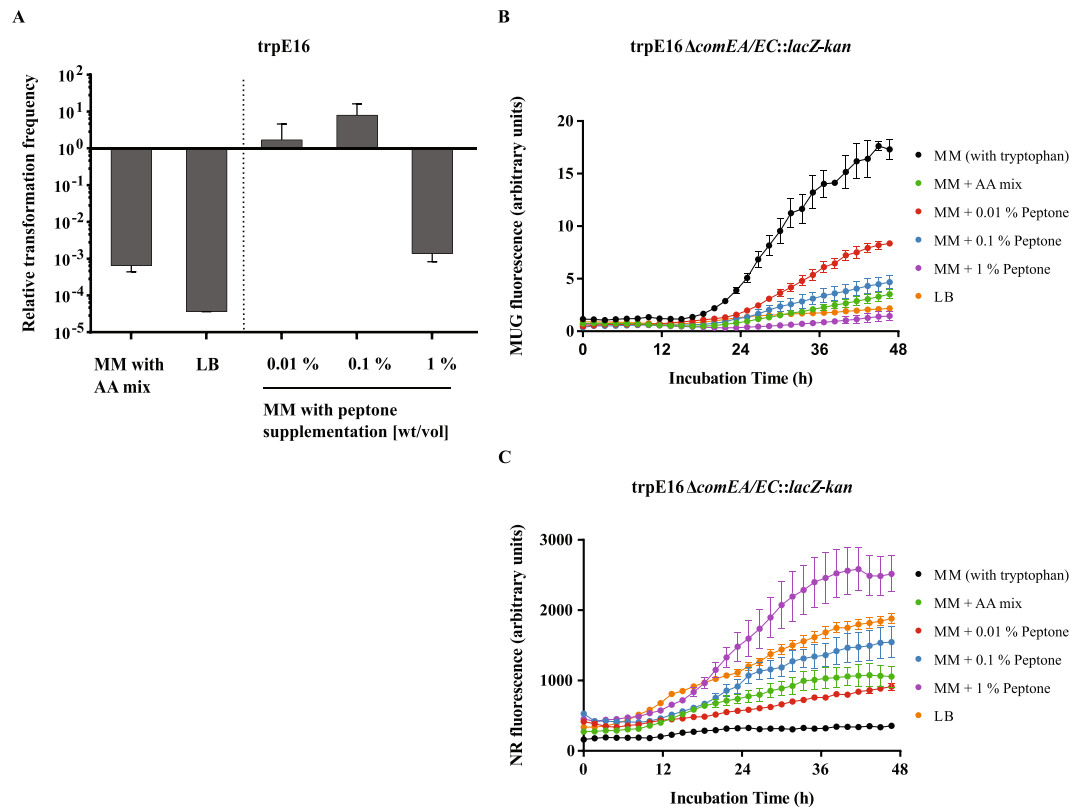 A
trpE16
Relative transformation frequency
10^2
10^1
10^0
10^-1
10^-2
10^-3
10^-4
10^-5
MM with
AA mix
LB
0.01 %
0.1 %
1 %
MM with peptone
supplementation [wt/vol]
B
trpE16 ΔcomEA/EC::lacZ-kan
MUG fluorescence (arbitrary units)
20
15
10
5
0
0
12
24
36
48
Incubation Time (h)
MM (with tryptophan)
MM + AA mix
MM + 0.01 % Peptone
MM + 0.1 % Peptone
MM + 1 % Peptone
LB
C
trpE16 ΔcomEA/EC::lacZ-kan
NR fluorescence (arbitrary units)
3000
2000
1000
0
0
12
24
36
48
Incubation Time (h)
MM (with tryptophan)
MM + AA mix
MM + 0.01 % Peptone
MM + 0.1 % Peptone
MM + 1 % Peptone
LB